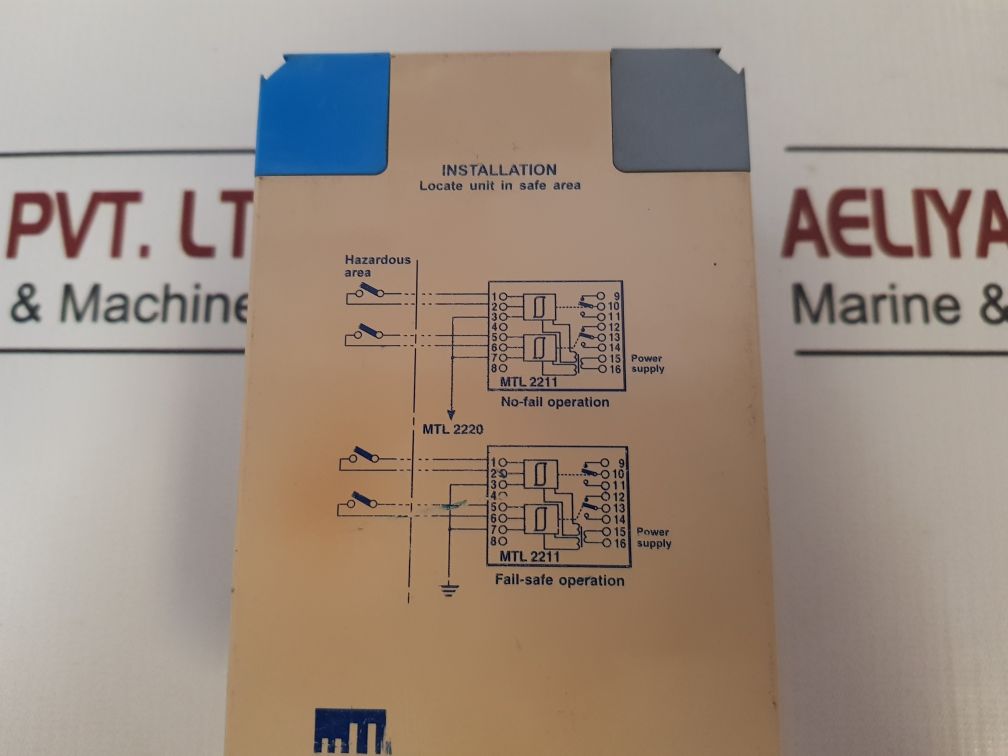 PVT. LT
& Machine
AELIYA
Marine &
INSTALLATION
Locate unit in safe area
Hazardous
area
1
2
3
4
5
6
7
8
9
10
11
12
13
14
15
16
Power
supply
MTL 2211
No-fail operation
MTL 2220
1
2
3
4
5
6
7
8
9
10
11
12
13
14
15
16
Power
supply
MTL 2211
Fail-safe operation